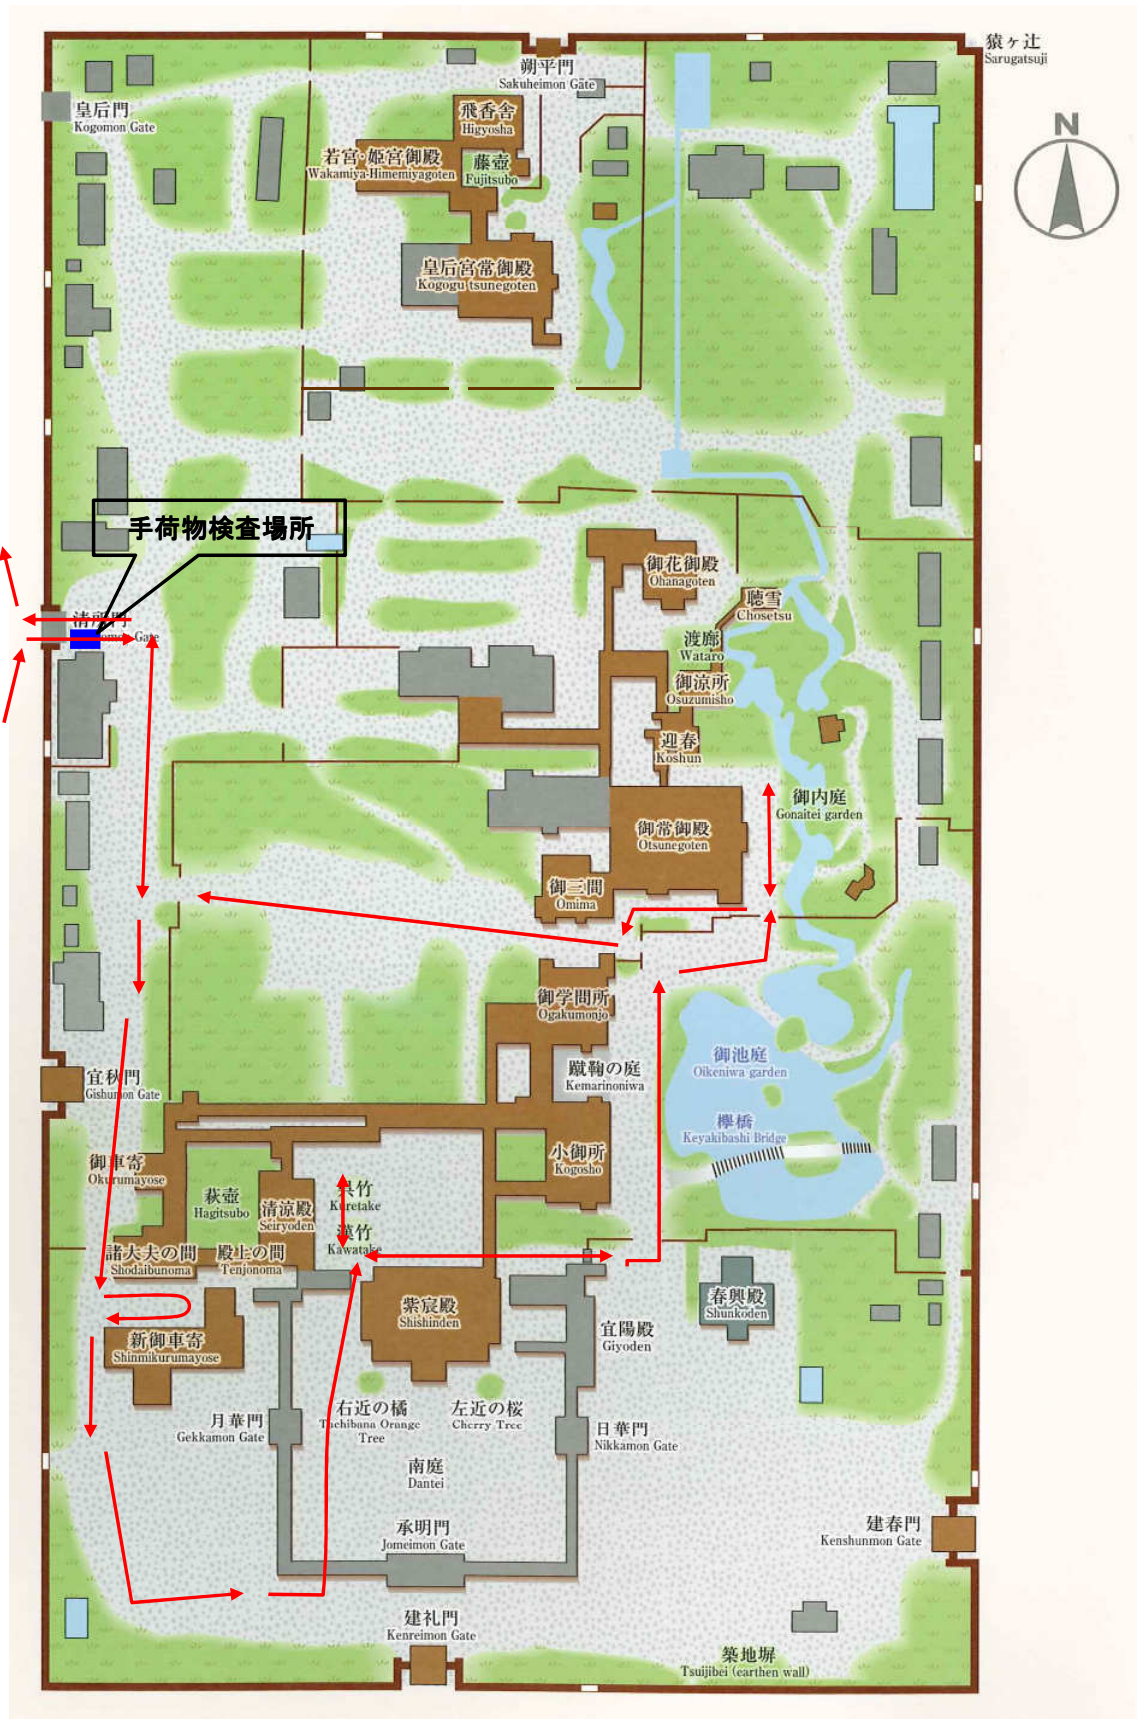 猿ヶ辻
Sarugatsuji
朔平門
Sakuheimon Gate
N
皇后門
Kogomon Gate
飛香舎
Higyosha
若宮・姫宮御殿
Wakamiya-Himemiyagoten
藤壺
Fujitsubo
皇后宮常御殿
Kogogu tsunegoten
手荷物検査場所
御花御殿
Ohanagoten
聴雪
Chosetsu
清所門
Gate
渡廊
Wataro
御涼所
Osuzumisho
迎春
Koshun
御内庭
Gonaitei garden
御常御殿
Otsunegoten
御三間
Omima
御学問所
Ogakumonjo
御池庭
Oikeniwa garden
蹴鞠の庭
Kemarinoniwa
宜秋門
Gishumon Gate
欅橋
Keyakibashi Bridge
小御所
Kogosho
御車寄
Okurumayose
萩壺
Hagitsubo
清涼殿
Seiryoden
呉竹
Kuretake
漢竹
Kawatake
諸大夫の間
Shodaibunoma
殿上の間
Tenjonoma
紫宸殿
Shishinden
春興殿
Shunkoden
宜陽殿
Giyoden
新御車寄
Shinmikurumayose
右近の橘
Tachibana Orange
Tree
左近の桜
Cherry Tree
月華門
Gekkamon Gate
日華門
Nikkamon Gate
南庭
Dantei
承明門
Jomeimon Gate
建春門
Kenshunmon Gate
建礼門
Kenreimon Gate
築地塀
Tsuijibei (earthen wall)